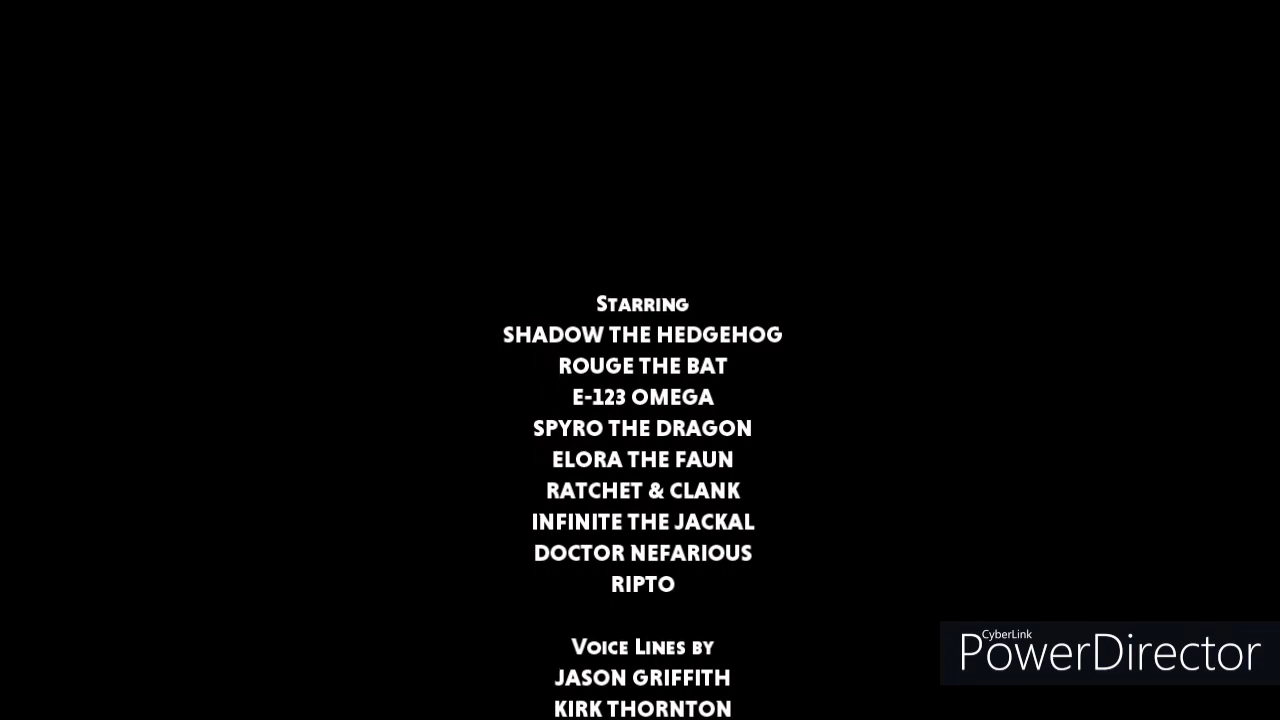 Starring
SHADOW THE HEDGEHOG
ROUGE THE BAT
E-123 OMEGA
SPYRO THE DRAGON
ELORA THE FAUN
RATCHET & CLANK
INFINITE THE JACKAL
DOCTOR NEFARIOUS
RIPTO
Voice Lines by
JASON GRIFFITH
KIRK THORNTON
CyberLink
PowerDirector